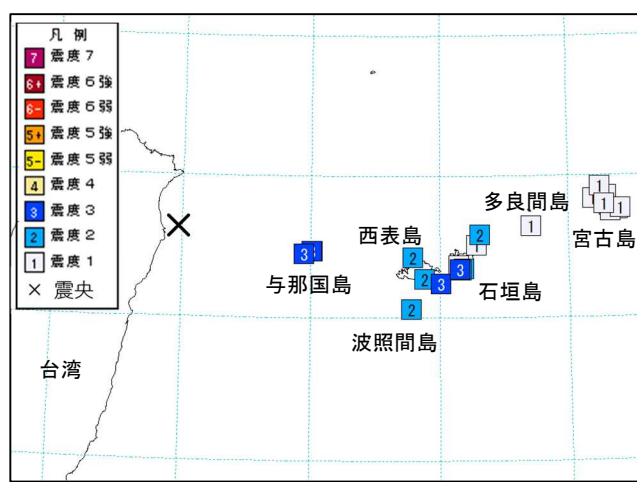 凡例
7 震度7
6+ 震度6強
6- 震度6弱
5+ 震度5強
5- 震度5弱
4 震度4
3 震度3
2 震度2
1 震度1
× 震央
多良間島
宮古島
西表島
与那国島
石垣島
波照間島
台湾
1
1
1
1
2
1
3
3
2
2
3
3
2